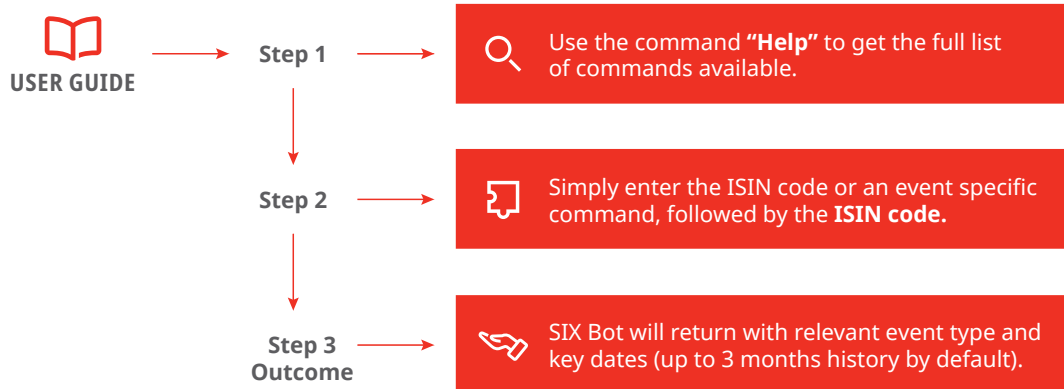 USER GUIDE
Step 1
Use the command “Help” to get the full list
of commands available.
Step 2
Simply enter the ISIN code or an event specific
command, followed by the ISIN code.
Step 3
Outcome
SIX Bot will return with relevant event type and
key dates (up to 3 months history by default).